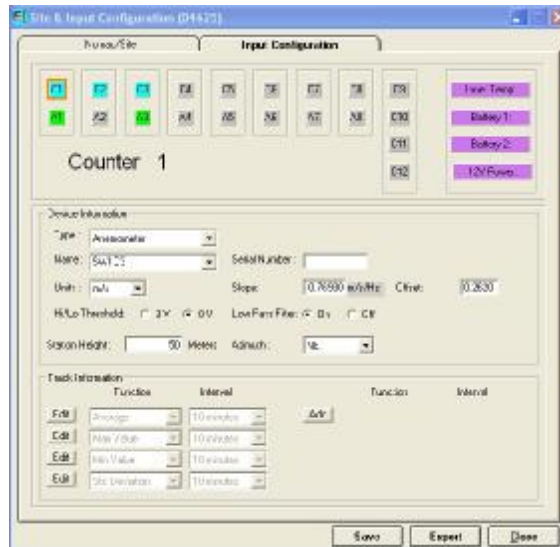 Site & Input Configuration (D4625)
Input Configuration
C1 C2 C3 C4 C5 C6 C7 C8 C9
A1 A2 A3 A4 A5 A6 A7 A8 C10
C11
C12
Inner Temp
Battery 1:
Battery 2:
12V Power
Counter 1
Device Information
Type: Anemometer
Name: Serial Number:
Units: m/s Slope: 0.76500 m/s/Hz Offset:
Hi/Lo Threshold: 0V Low Pass Filter: On Off
Station Height: 50 Meters Azimuth:
Track Information
Function Interval Function Interval
Edit Average 10 minutes Add
Edit Max Value 10 minutes
Edit Min Value 10 minutes
Edit Std Deviation 10 minutes
Save Export Done